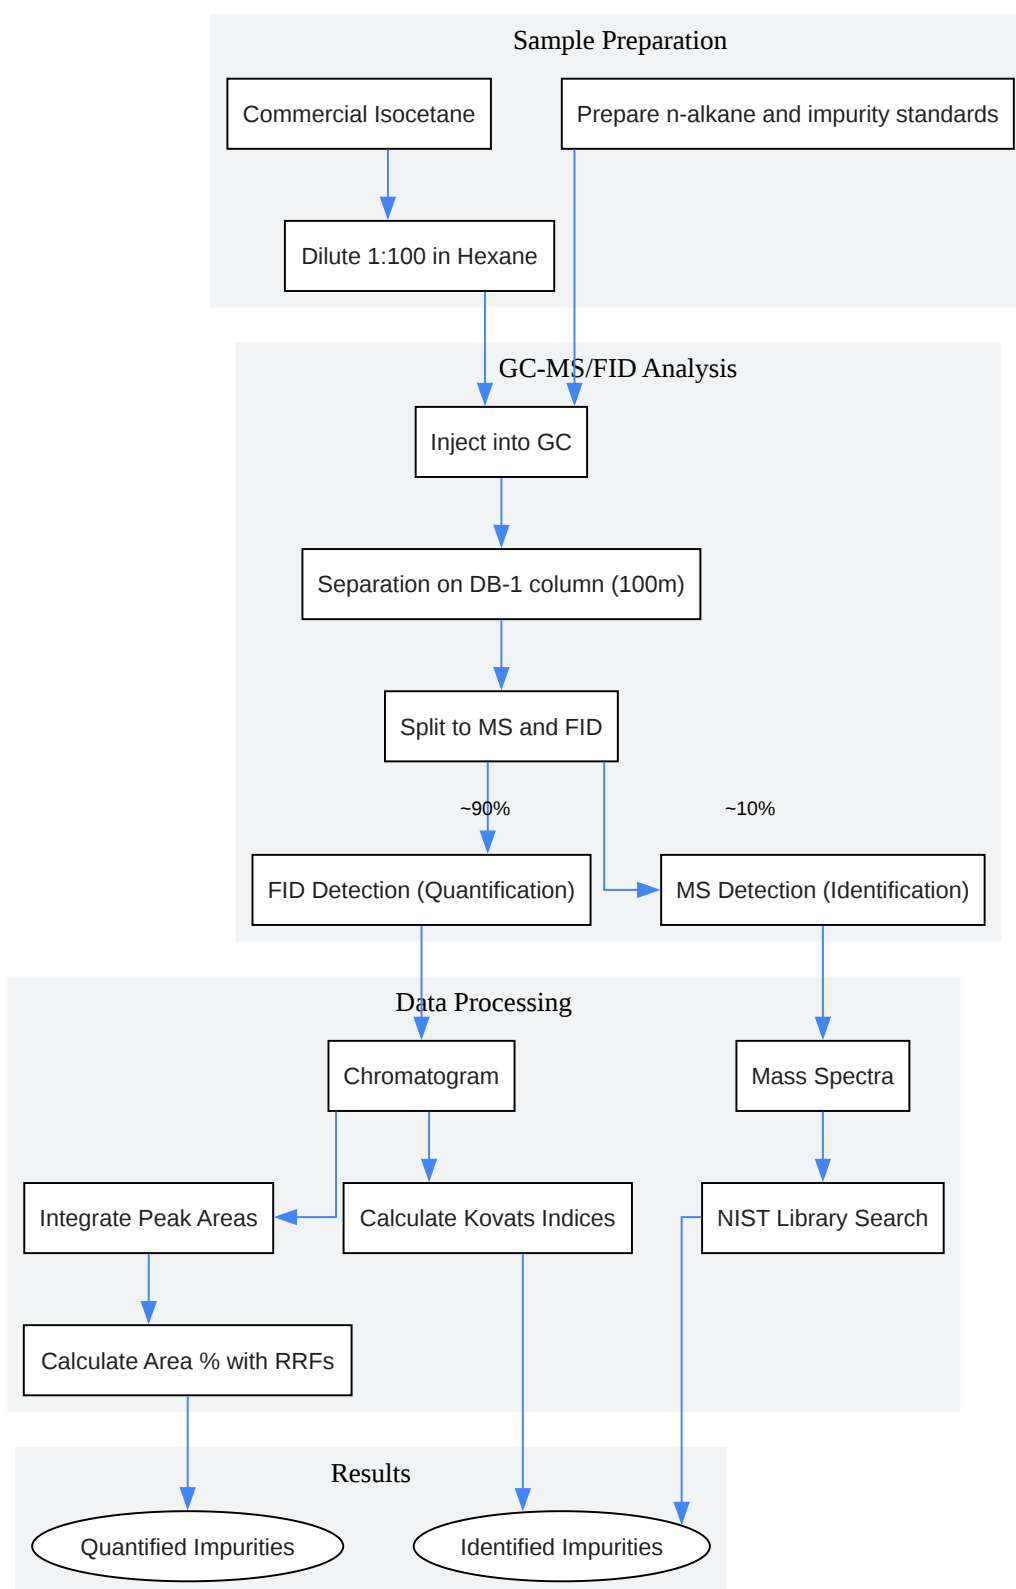 Sample Preparation
Commercial Isocetane
Prepare n-alkane and impurity standards
Dilute 1:100 in Hexane
GC-MS/FID Analysis
Inject into GC
Separation on DB-1 column (100m)
Split to MS and FID
~90%
~10%
FID Detection (Quantification)
MS Detection (Identification)
Data Processing
Chromatogram
Mass Spectra
Integrate Peak Areas
Calculate Kovats Indices
NIST Library Search
Calculate Area % with RRFs
Results
Quantified Impurities
Identified Impurities